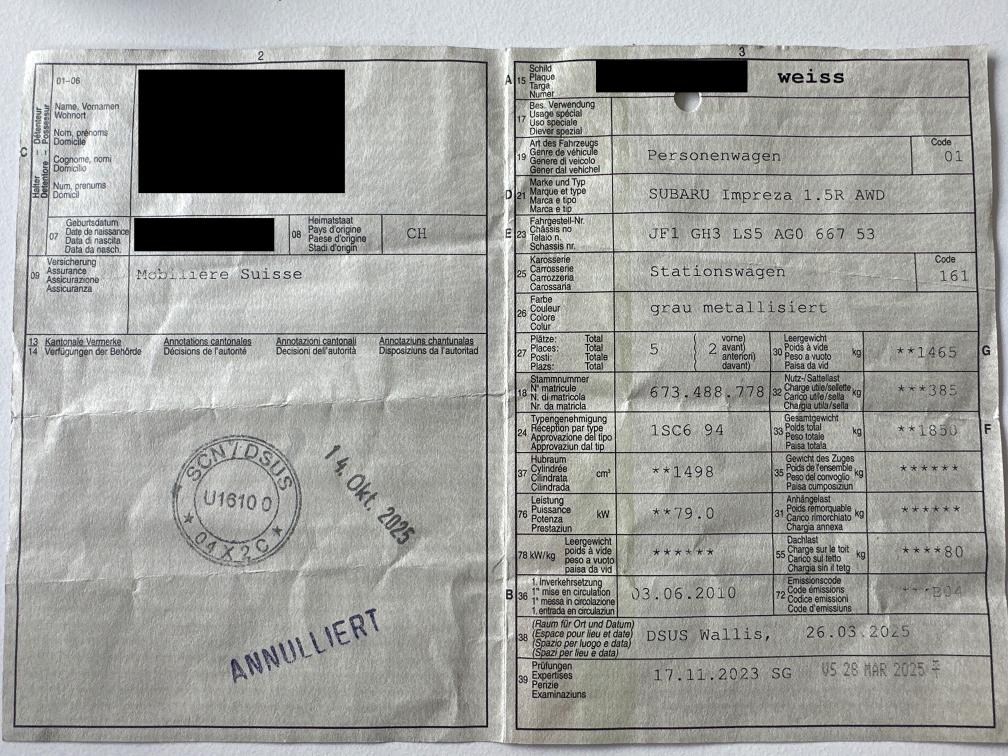 2
01-06
C
Halter - Détenteur
Detentore - Possessur
Name, Vornamen
Wohnort
Nom, prénoms
Domicile
Cognome, nomi
Domicilio
Num, prenums
Domicil
07
Geburtsdatum
Date de naissance
Data di nascita
Data da nasch.
08
Heimatstaat
Pays d'origine
Paese d'origine
Stadi d'origin
CH
09
Versicherung
Assurance
Assicurazione
Assicuranza
Mobiliere Suisse
13 Kantonale Vermerke Annotations cantonales Annotazioni cantonali Annotaziuns chantunalas
14 Verfügungen der Behörde Décisions de l'autorité Decisioni dell'autorità Disposiziuns da l'autoritad
SCN/DSUS
U16100
04X2C
14. Okt. 2025
ANNULLIERT
3
A 15
Schild
Plaque
Targa
Numer
weiss
17
Bes. Verwendung
Usage spécial
Uso speciale
Diever spezial
19
Art des Fahrzeugs
Genre de véhicule
Genere di veicolo
Gener dal vehichel
Personenwagen
Code
01
D 21
Marke und Typ
Marque et type
Marca e tipo
Marca e tip
SUBARU Impreza 1.5R AWD
E 23
Fahrgestell-Nr.
Châssis no
Telaio n.
Schassis nr.
JF1 GH3 LS5 AG0 667 53
25
Karosserie
Carrosserie
Carrozzeria
Carossaria
Stationswagen
Code
161
26
Farbe
Couleur
Colore
Colur
grau metallisiert
27
Plätze: Total
Places: Total
Posti: Totale
Plazs: Total
5
2
vorne)
avant)
anteriori)
davant)
30
Leergewicht
Poids à vide
Peso a vuoto
Paisa da vid
kg
**1465
G
18
Stammnummer
N° matricule
N. di matricola
Nr. da matricla
673.488.778
32
Nutz-/Sattellast
Charge utile/sellette
Carico utile/sella
Chargia utila/sella
kg
***385
24
Typengenehmigung
Réception par type
Approvazione del tipo
Approvaziun dal tip
1SC6 94
33
Gesamtgewicht
Poids total
Peso totale
Paisa totala
kg
**1850
F
37
Hubraum
Cylindrée
Cilindrata
Cilindrada
cm³
**1498
35
Gewicht des Zuges
Poids de l'ensemble
Peso del convoglio
Paisa cumposiziun
kg
******
76
Leistung
Puissance
Potenza
Prestaziun
kW
**79.0
31
Anhängelast
Poids remorquable
Carico rimorchiato
Chargia annexa
kg
******
78 kW/kg
Leergewicht
poids à vide
peso a vuoto
paisa da vid
******
55
Dachlast
Charge sur le toit
Carico sul tetto
Chargia sin il tetg
kg
****80
B 36
1. Inverkehrsetzung
1re mise en circulation
1a messa in circolazione
1. entrada en circulaziun
03.06.2010
72
Emissionscode
Code émissions
Codice emissioni
Code d'emissiuns
***B04
38
(Raum für Ort und Datum)
(Espace pour lieu et date)
(Spazio per luogo e data)
(Spazi per lieu e data)
DSUS Wallis, 26.03.2025
39
Prüfungen
Expertises
Perizie
Examinaziuns
17.11.2023 SG
US 28 MAR 2025